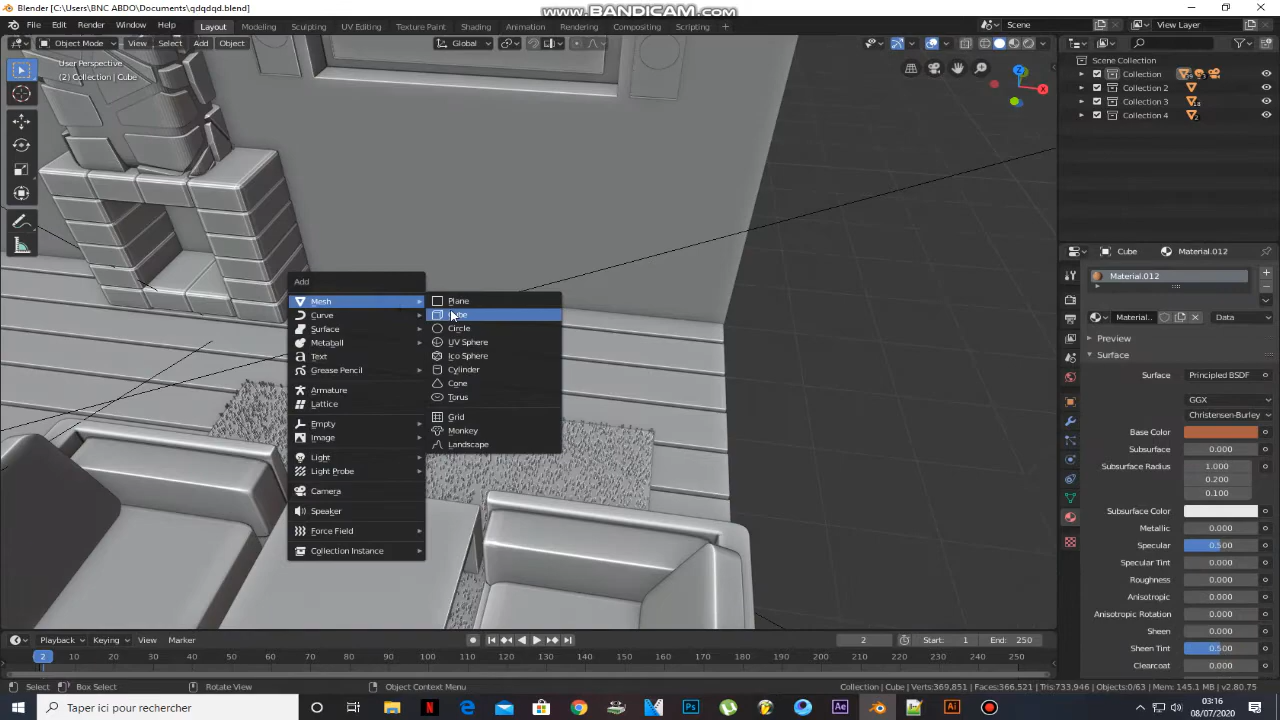 Blender [C:\Users\BNC ABDO\Documents\qdqdqd.blend]
www.BANDICAM.com
File Edit Render Window Help
Layout Modeling Sculpting UV Editing Texture Paint Shading Animation Rendering Compositing Scripting +
Scene
View Layer
Object Mode View Select Add Object
Global
User Perspective
(2) Collection | Cube
X
Z
Scene Collection
Collection
Collection 2
Collection 3
18
Collection 4
2
Add
Mesh
Curve
Surface
Metaball
Text
Grease Pencil
Armature
Lattice
Empty
Image
Light
Light Probe
Camera
Speaker
Force Field
Collection Instance
Plane
Cube
Circle
UV Sphere
Ico Sphere
Cylinder
Cone
Torus
Grid
Monkey
Landscape
Cube
Material.012
Material.012
Material..
Data
Preview
Surface
Surface Principled BSDF
GGX
Christensen-Burley
Base Color
Subsurface 0.000
Subsurface Radius 1.000
0.200
0.100
Subsurface Color
Metallic 0.000
Specular 0.500
Specular Tint 0.000
Roughness 0.000
Anisotropic 0.000
Anisotropic Rotation 0.000
Sheen 0.000
Sheen Tint 0.500
Clearcoat 0.000
Playback Keying View Marker
2
Start: 1 End: 250
2 10 20 30 40 50 60 70 80 90 100 110 120 130 140 150 160 170 180 190 200 210 220 230 240 250
Select Box Select Rotate View Object Context Menu
Collection | Cube | Verts:369,851 | Faces:366,521 | Tris:733,946 | Objects:0/63 | Mem: 145.1 MB | v2.80.75
Taper ici pour rechercher
N
Ps
Ae
Ai
03:16
08/07/2020